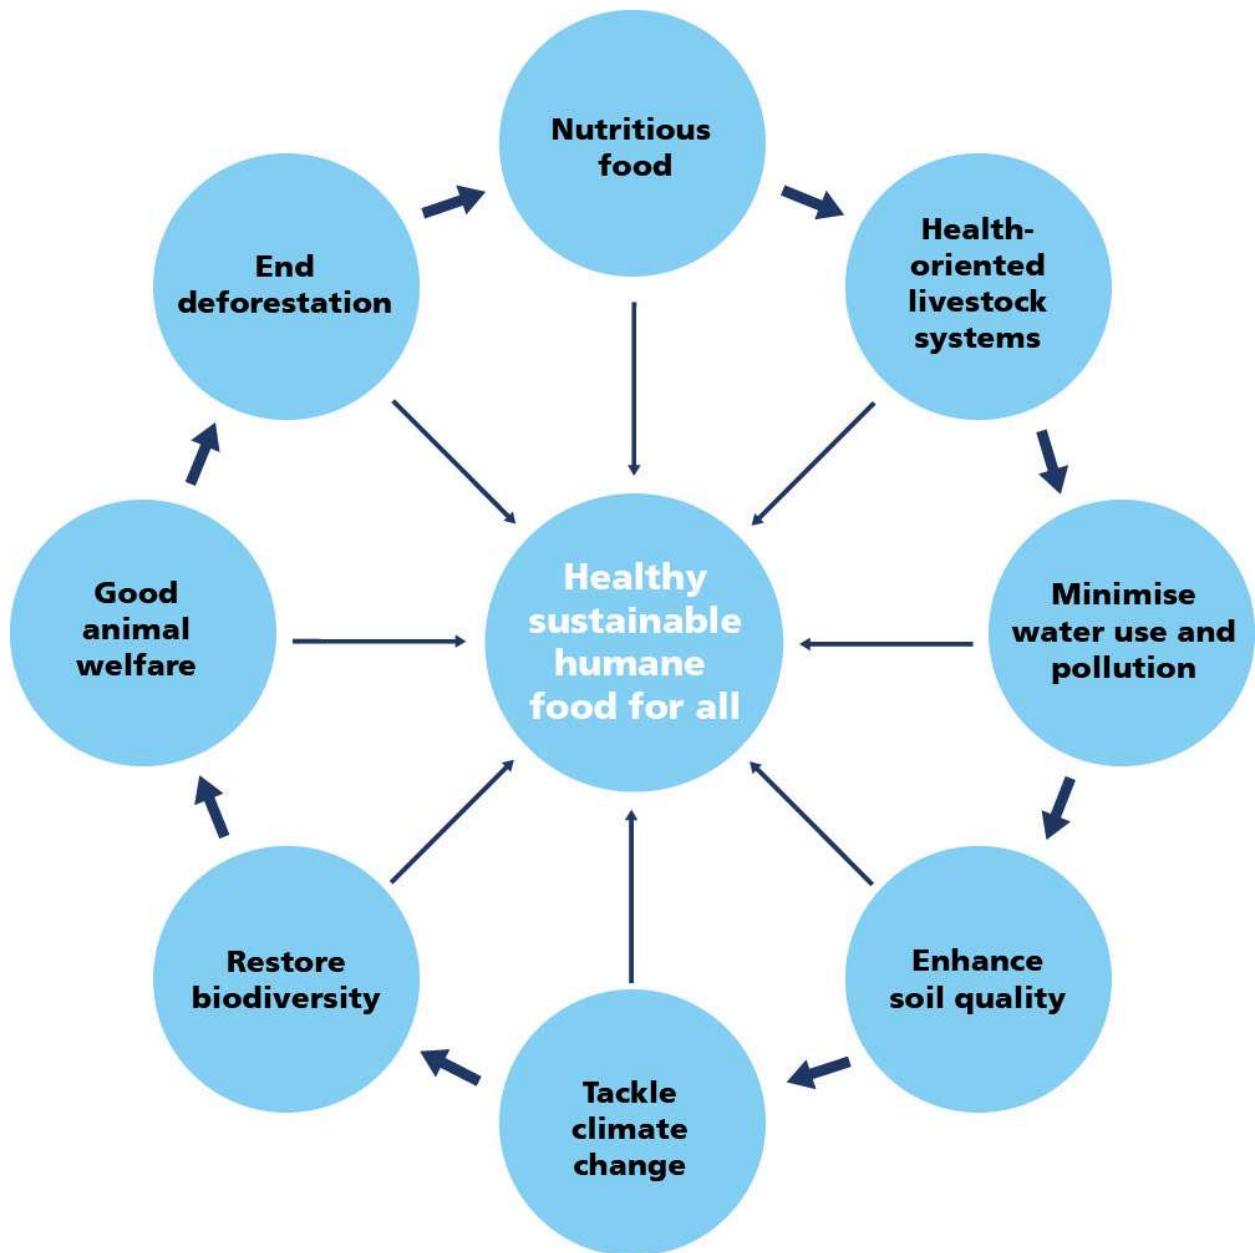 Nutritious
food
Health-
oriented
livestock
systems
Minimise
water use and
pollution
Enhance
soil quality
Tackle
climate
change
Restore
biodiversity
Good
animal
welfare
End
deforestation
Healthy
sustainable
humane
food for all